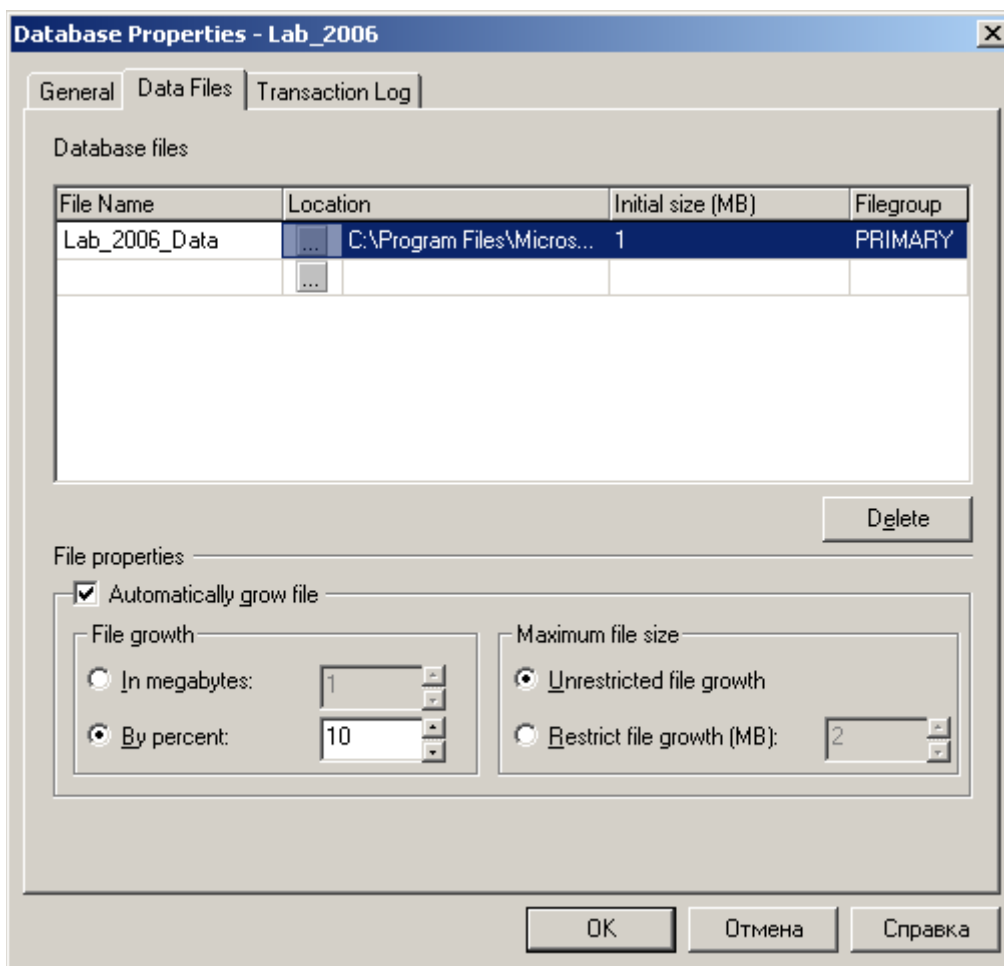 Database Properties - Lab_2006
General Data Files Transaction Log
Database files
File Name Location Initial size (MB) Filegroup
Lab_2006_Data ... C:\Program Files\Micros... 1 PRIMARY
...
Delete
File properties
Automatically grow file
File growth Maximum file size
In megabytes: 1 Unrestricted file growth
By percent: 10 Restrict file growth (MB): 2
OK Отмена Справка